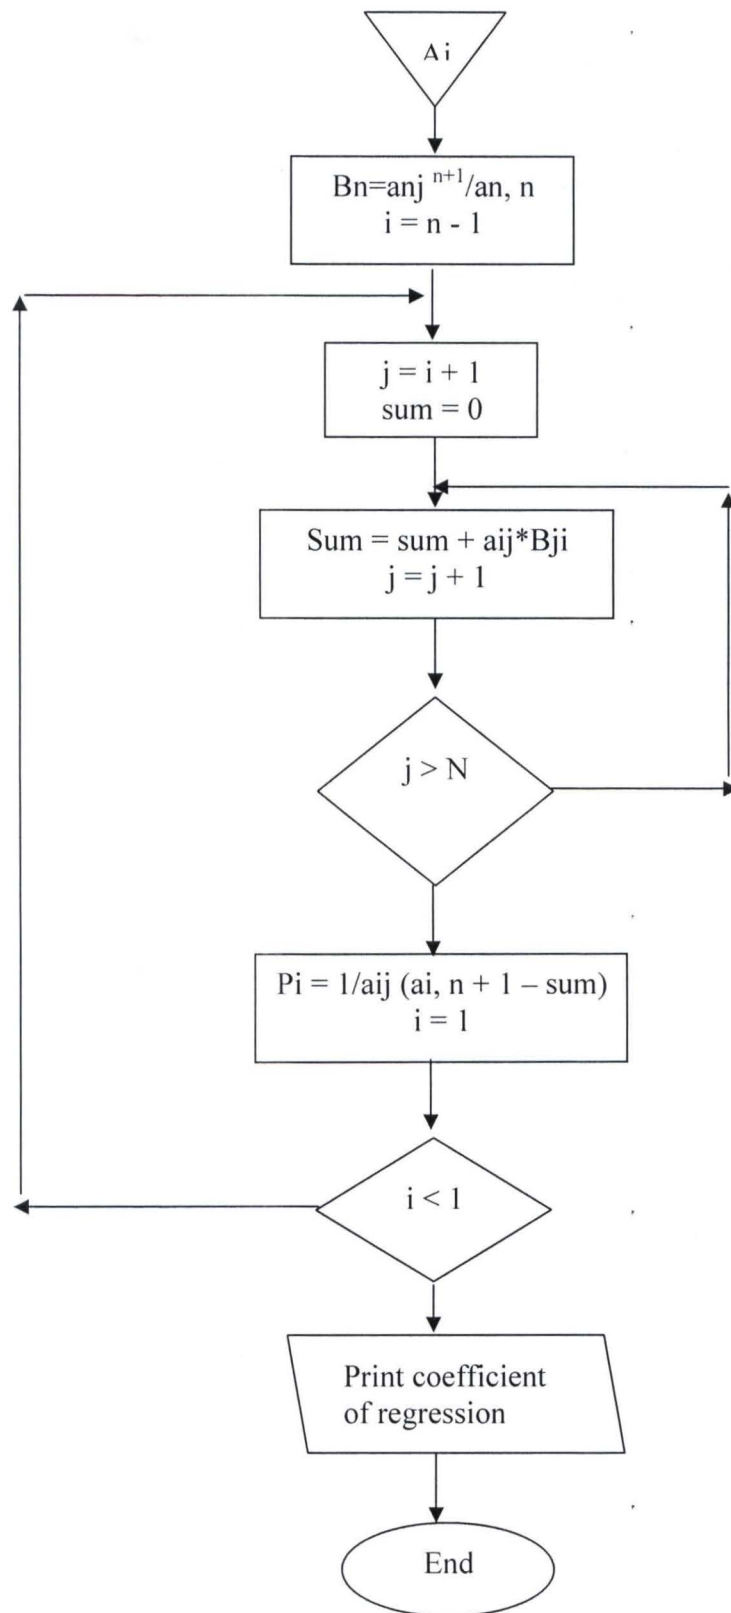 Ai
Bn=anj n+1/an, n
i = n - 1
j = i + 1
sum = 0
Sum = sum + aij*Bji
j = j + 1
j > N
Pi = 1/aij (ai, n + 1 – sum)
i = 1
i < 1
Print coefficient
of regression
End